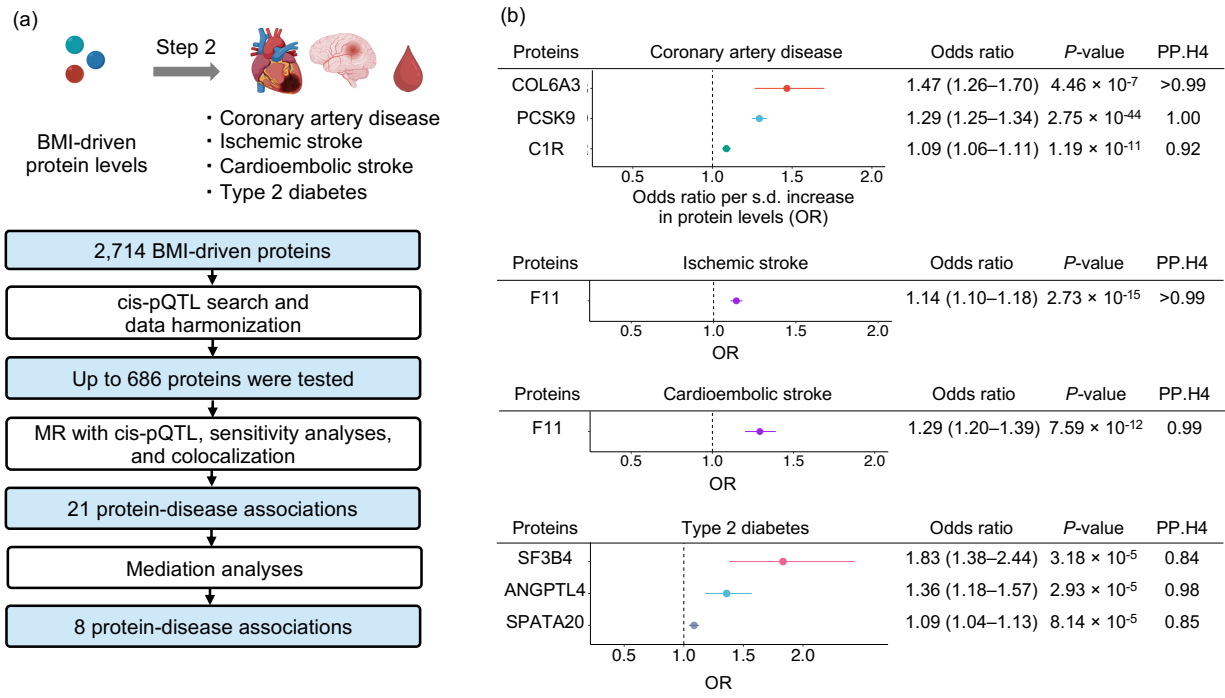 (a)
Step 2
BMI-driven
protein levels
・Coronary artery disease
・Ischemic stroke
・Cardioembolic stroke
・Type 2 diabetes
2,714 BMI-driven proteins
cis-pQTL search and
data harmonization
Up to 686 proteins were tested
MR with cis-pQTL, sensitivity analyses,
and colocalization
21 protein-disease associations
Mediation analyses
8 protein-disease associations
(b)
Proteins Coronary artery disease Odds ratio P-value PP.H4
COL6A3 1.47 (1.26–1.70) 4.46 × 10-7 >0.99
PCSK9 1.29 (1.25–1.34) 2.75 × 10-44 1.00
C1R 1.09 (1.06–1.11) 1.19 × 10-11 0.92
0.5 1.0 1.5 2.0
Odds ratio per s.d. increase
in protein levels (OR)
Proteins Ischemic stroke Odds ratio P-value PP.H4
F11 1.14 (1.10–1.18) 2.73 × 10-15 >0.99
0.5 1.0 1.5 2.0
OR
Proteins Cardioembolic stroke Odds ratio P-value PP.H4
F11 1.29 (1.20–1.39) 7.59 × 10-12 0.99
0.5 1.0 1.5 2.0
OR
Proteins Type 2 diabetes Odds ratio P-value PP.H4
SF3B4 1.83 (1.38–2.44) 3.18 × 10-5 0.84
ANGPTL4 1.36 (1.18–1.57) 2.93 × 10-5 0.98
SPATA20 1.09 (1.04–1.13) 8.14 × 10-5 0.85
0.5 1.0 1.5 2.0
OR